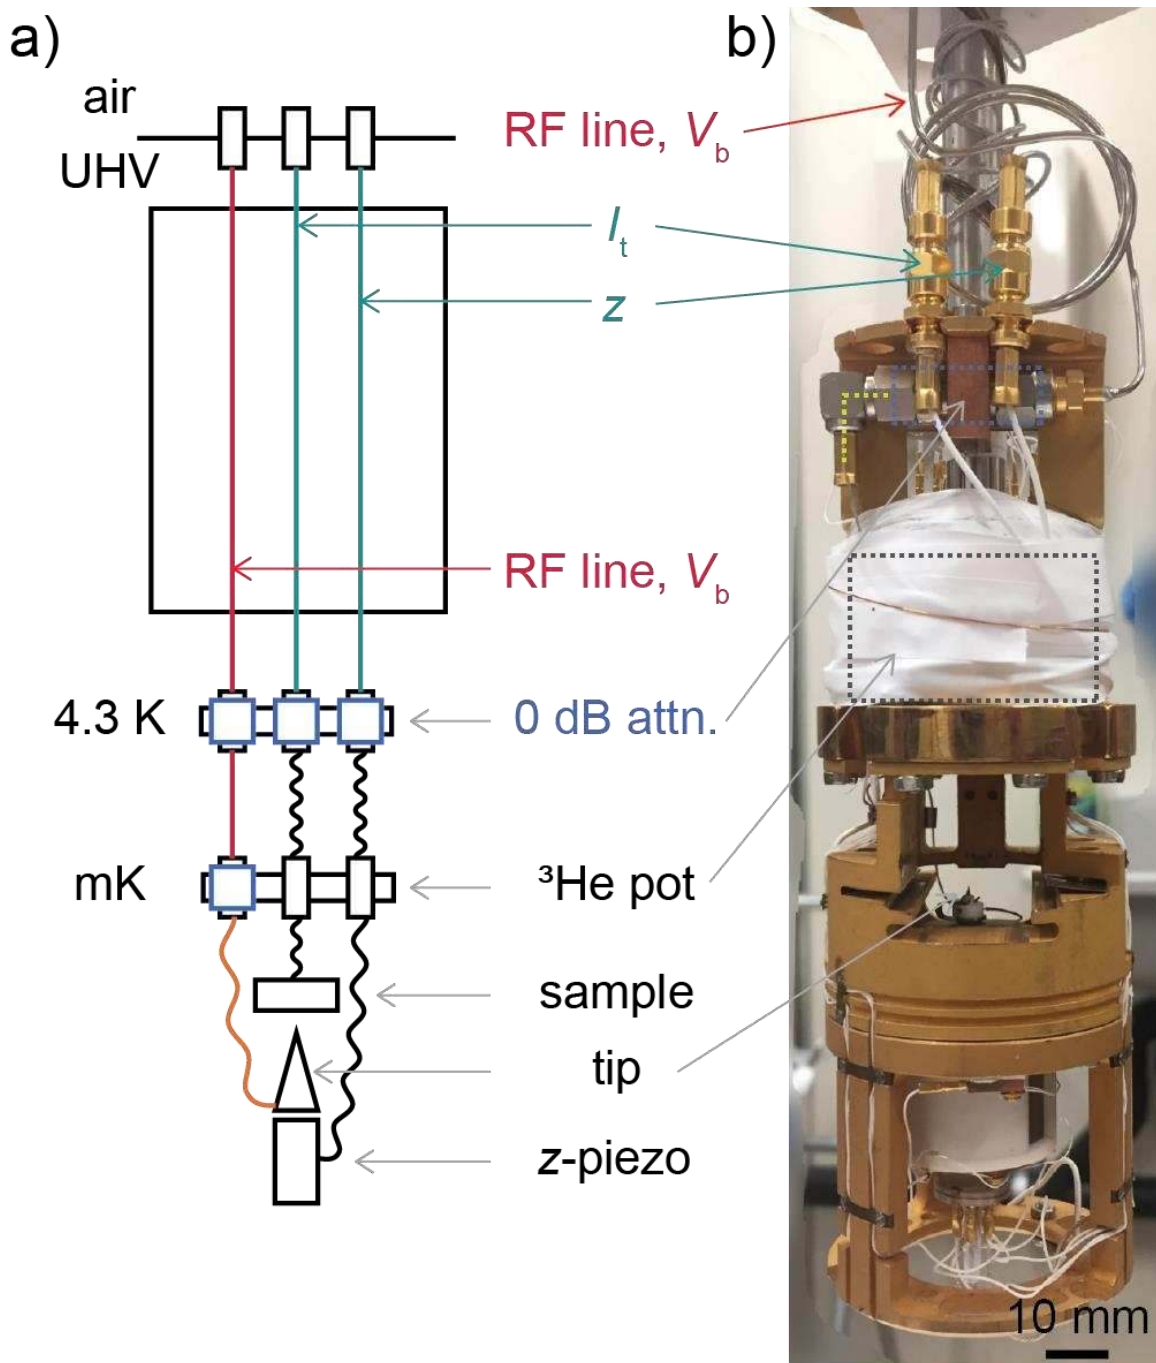 a)
b)
air
UHV
RF line, Vb
It
z
RF line, Vb
4.3 K
0 dB attn.
mK
³He pot
sample
tip
z-piezo
10 mm